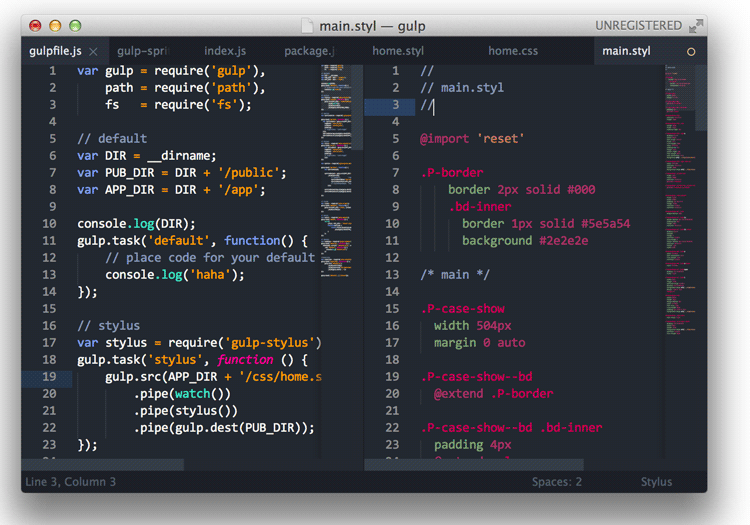 main.styl — gulp
UNREGISTERED
gulpfile.js
gulp-spri
index.js
package.j
home.styl
home.css
main.styl
1 var gulp = require('gulp'),
2 path = require('path'),
3 fs = require('fs');
4
5 // default
6 var DIR = __dirname;
7 var PUB_DIR = DIR + '/public';
8 var APP_DIR = DIR + '/app';
9
10 console.log(DIR);
11 gulp.task('default', function() {
12 // place code for your default
13 console.log('haha');
14 });
15
16 // stylus
17 var stylus = require('gulp-stylus')
18 gulp.task('stylus', function () {
19 gulp.src(APP_DIR + '/css/home.s
20 .pipe(watch())
21 .pipe(stylus())
22 .pipe(gulp.dest(PUB_DIR));
23 });
1 //
2 // main.styl
3 //
4
5 @import 'reset'
6
7 .P-border
8 border 2px solid #000
9 .bd-inner
10 border 1px solid #5e5a54
11 background #2e2e2e
12
13 /* main */
14
15 .P-case-show
16 width 504px
17 margin 0 auto
18
19 .P-case-show--bd
20 @extend .P-border
21
22 .P-case-show--bd .bd-inner
23 padding 4px
Line 3, Column 3
Spaces: 2
Stylus